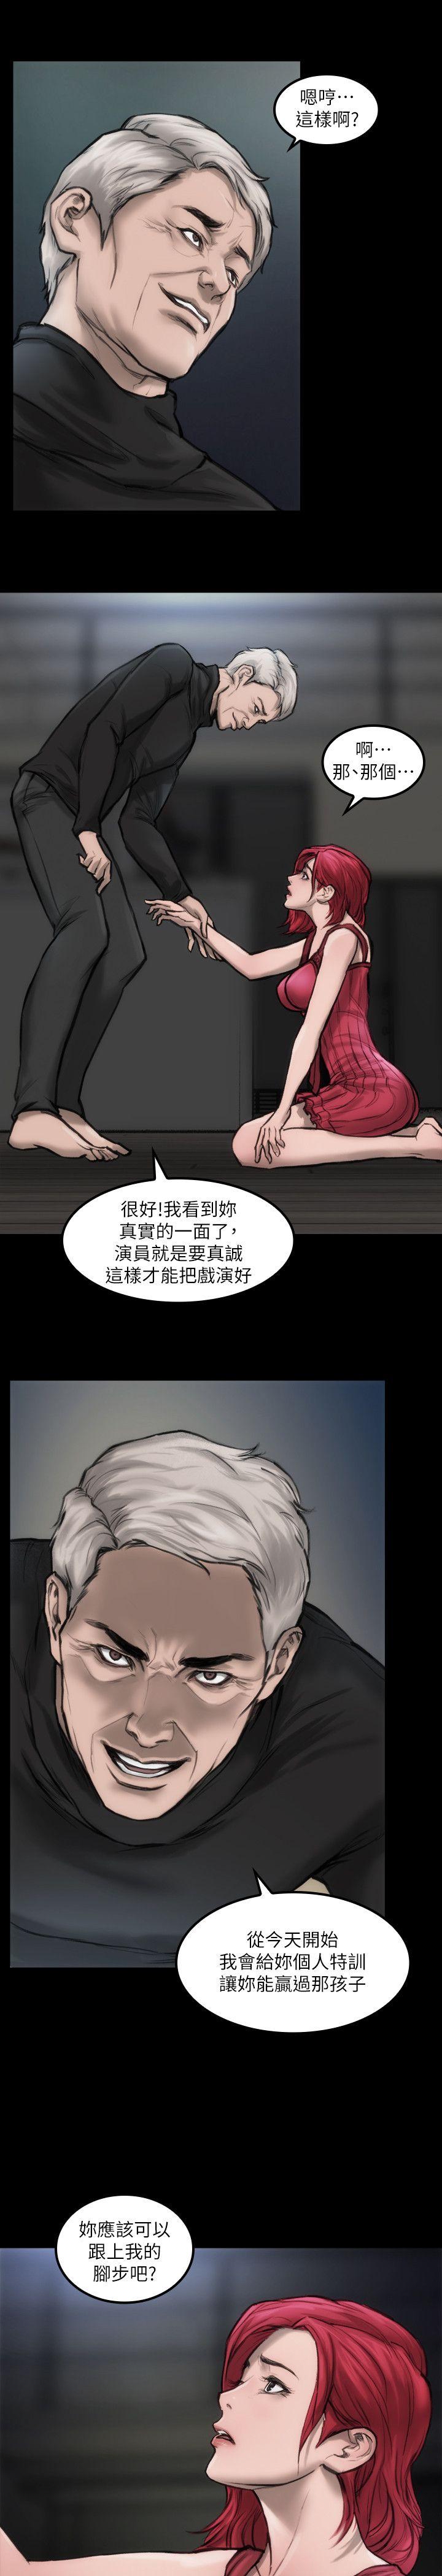 嗯哼…
這樣啊?
啊…
那、那個…
很好!我看到妳
真實的一面了,
演員就是要真誠
這樣才能把戲演好
從今天開始
我會給妳個人特訓
讓妳能贏過那孩子
妳應該可以
跟上我的
腳步吧?